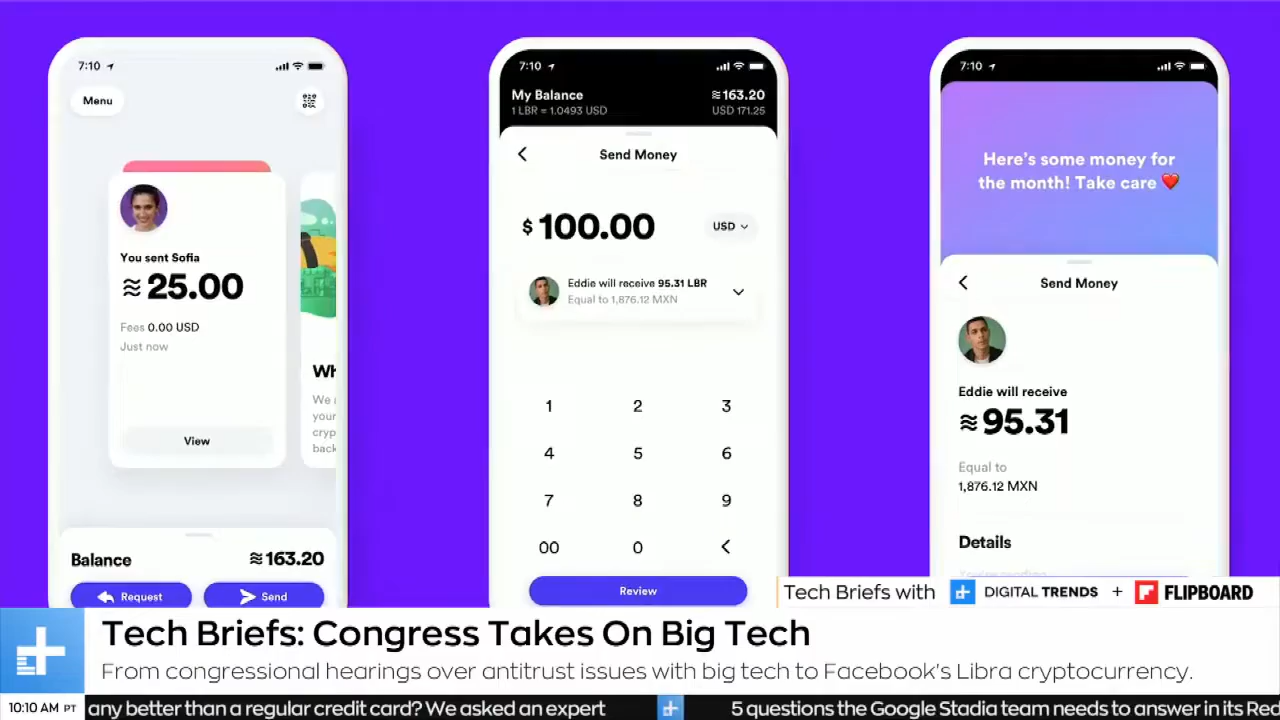 7:10
Menu
You sent Sofia
≋ 25.00
Fees 0.00 USD
Just now
View
Wh
We
your
cryp
back
Balance ≋ 163.20
Request Send
7:10
My Balance ≋ 163.20
1 LBR = 1.0493 USD USD 171.25
Send Money
$ 100.00 USD
Eddie will receive 95.31 LBR
Equal to 1,876.12 MXN
1 2 3
4 5 6
7 8 9
00 0
Review
7:10
Here's some money for
the month! Take care ❤️
Send Money
Eddie will receive
≋ 95.31
Equal to
1,876.12 MXN
Details
Tech Briefs with DIGITAL TRENDS + FLIPBOARD
Tech Briefs: Congress Takes On Big Tech
From congressional hearings over antitrust issues with big tech to Facebook's Libra cryptocurrency.
10:10 AM PT any better than a regular credit card? We asked an expert 5 questions the Google Stadia team needs to answer in its Red